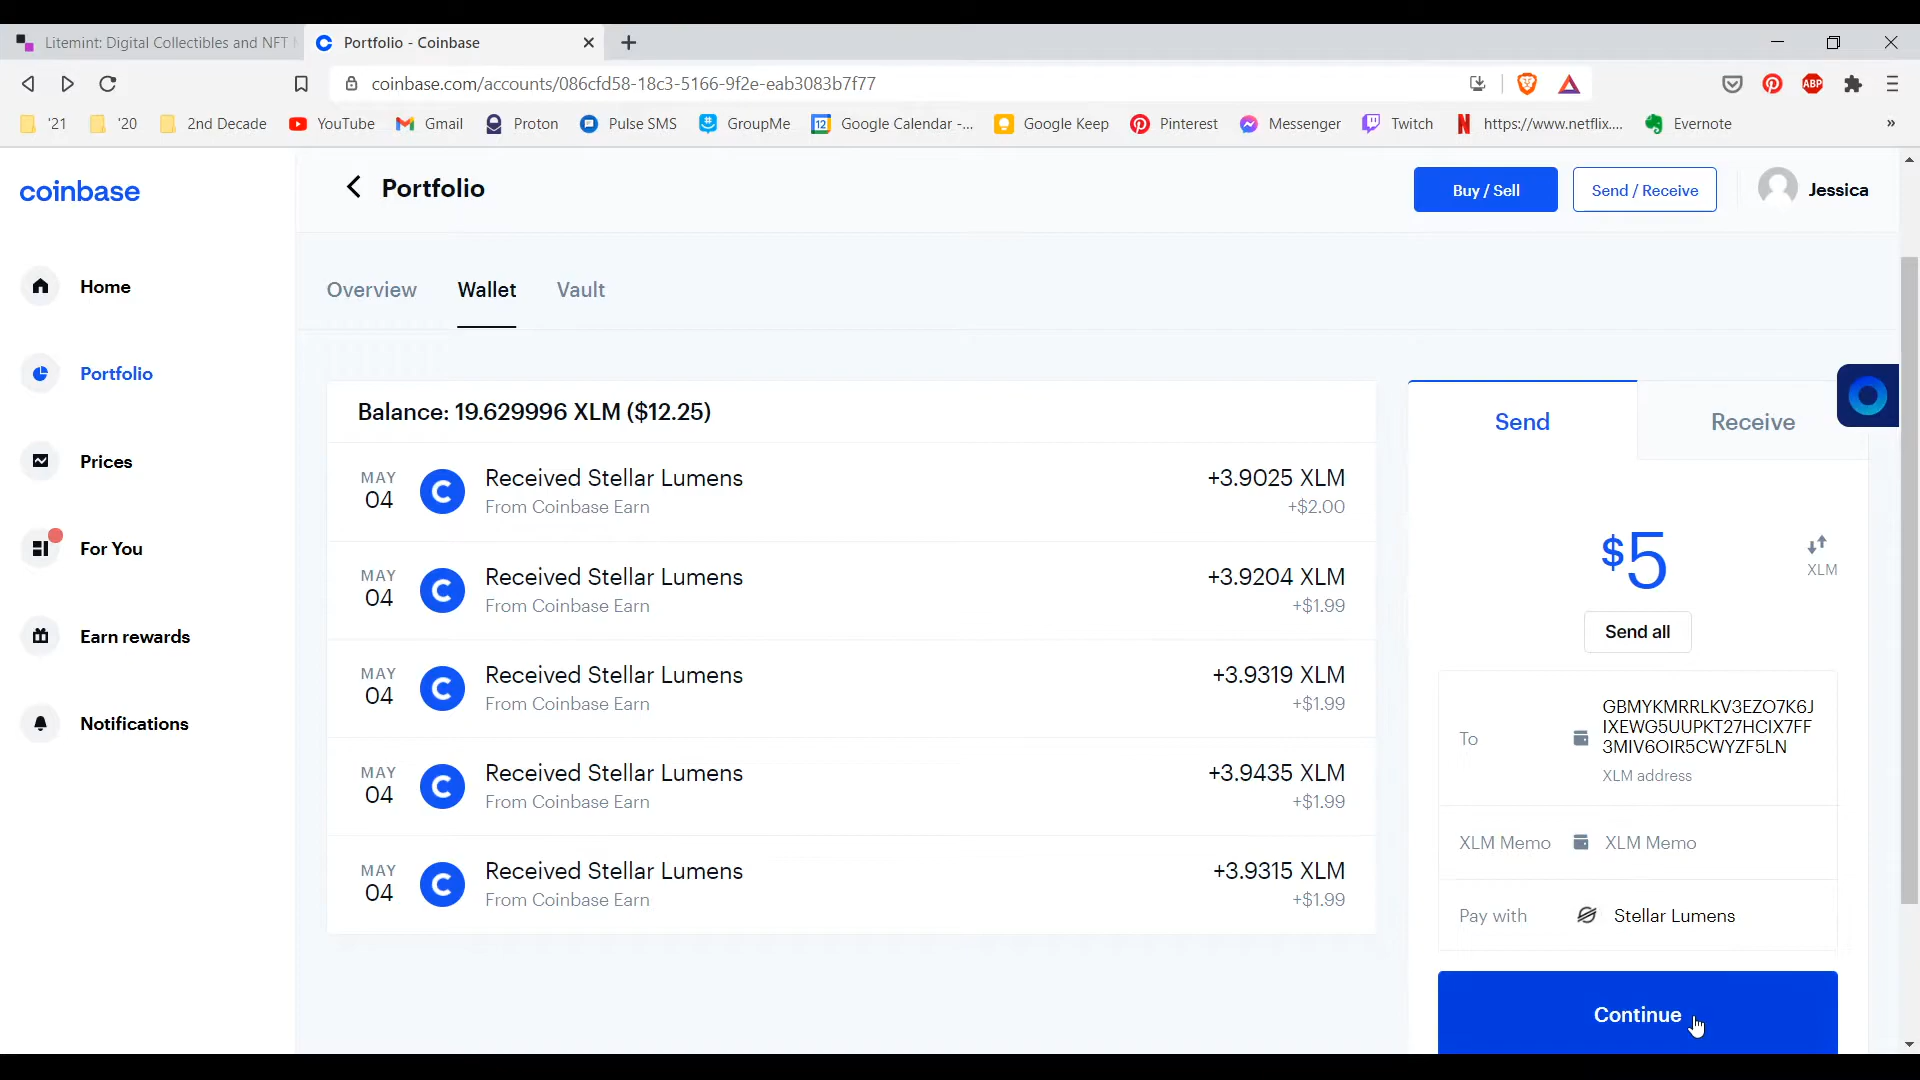 Litemint: Digital Collectibles and NFT
Portfolio - Coinbase
coinbase.com/accounts/086cfd58-18c3-5166-9f2e-eab3083b7f77
ABP
'21
'20
2nd Decade
YouTube
Gmail
Proton
Pulse SMS
GroupMe
12
Google Calendar -...
Google Keep
Pinterest
Messenger
Twitch
https://www.netflix....
Evernote
»
coinbase
Portfolio
Buy / Sell
Send / Receive
Jessica
Home
Portfolio
Prices
For You
Earn rewards
Notifications
Overview
Wallet
Vault
Balance: 19.629996 XLM ($12.25)
MAY
04
Received Stellar Lumens
From Coinbase Earn
+3.9025 XLM
+$2.00
MAY
04
Received Stellar Lumens
From Coinbase Earn
+3.9204 XLM
+$1.99
MAY
04
Received Stellar Lumens
From Coinbase Earn
+3.9319 XLM
+$1.99
MAY
04
Received Stellar Lumens
From Coinbase Earn
+3.9435 XLM
+$1.99
MAY
04
Received Stellar Lumens
From Coinbase Earn
+3.9315 XLM
+$1.99
Send
Receive
$5
XLM
Send all
To
GBMYKMRRLKV3EZO7K6J
IXEWG5UUPKT27HCIX7FF
3MIV6OIR5CWYZF5LN
XLM address
XLM Memo
XLM Memo
Pay with
Stellar Lumens
Continue